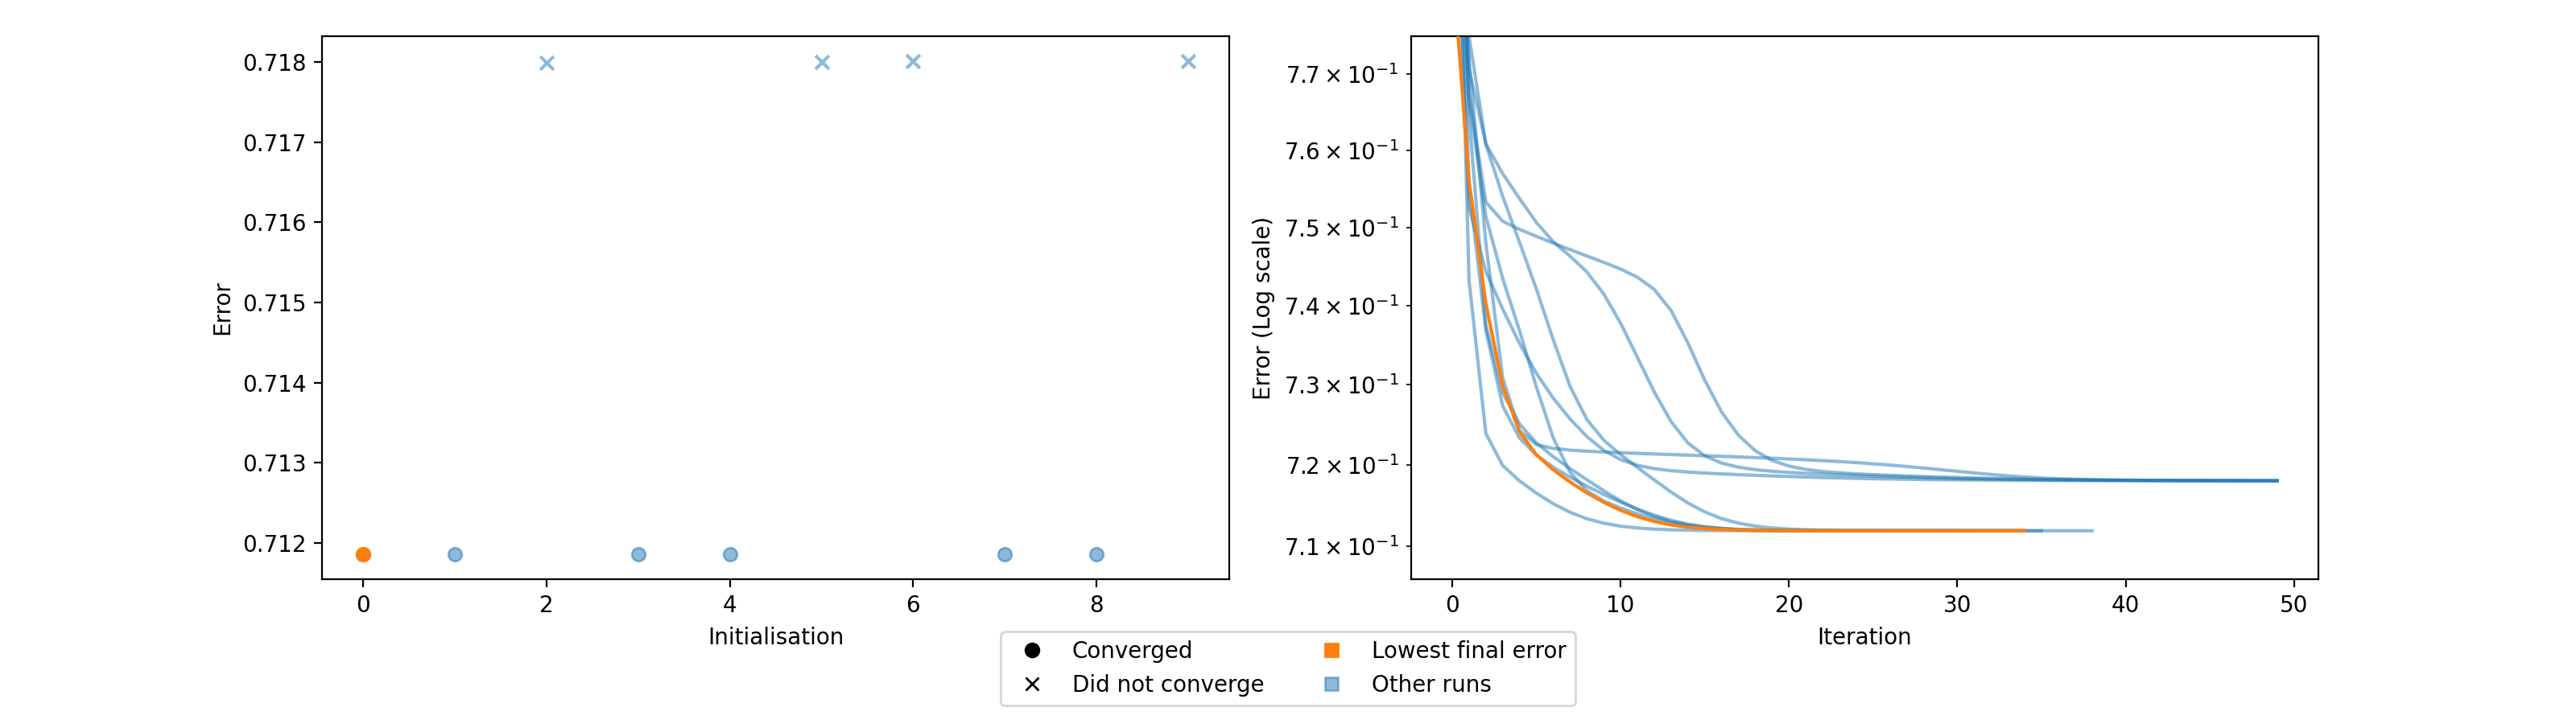 0.718
0.717
0.716
0.715
0.714
0.713
0.712
Error
0 2 4 6 8
Initialisation
7.7 × 10⁻¹
7.6 × 10⁻¹
7.5 × 10⁻¹
7.4 × 10⁻¹
7.3 × 10⁻¹
7.2 × 10⁻¹
7.1 × 10⁻¹
Error (Log scale)
0 10 20 30 40 50
Iteration
Converged
Did not converge
Lowest final error
Other runs